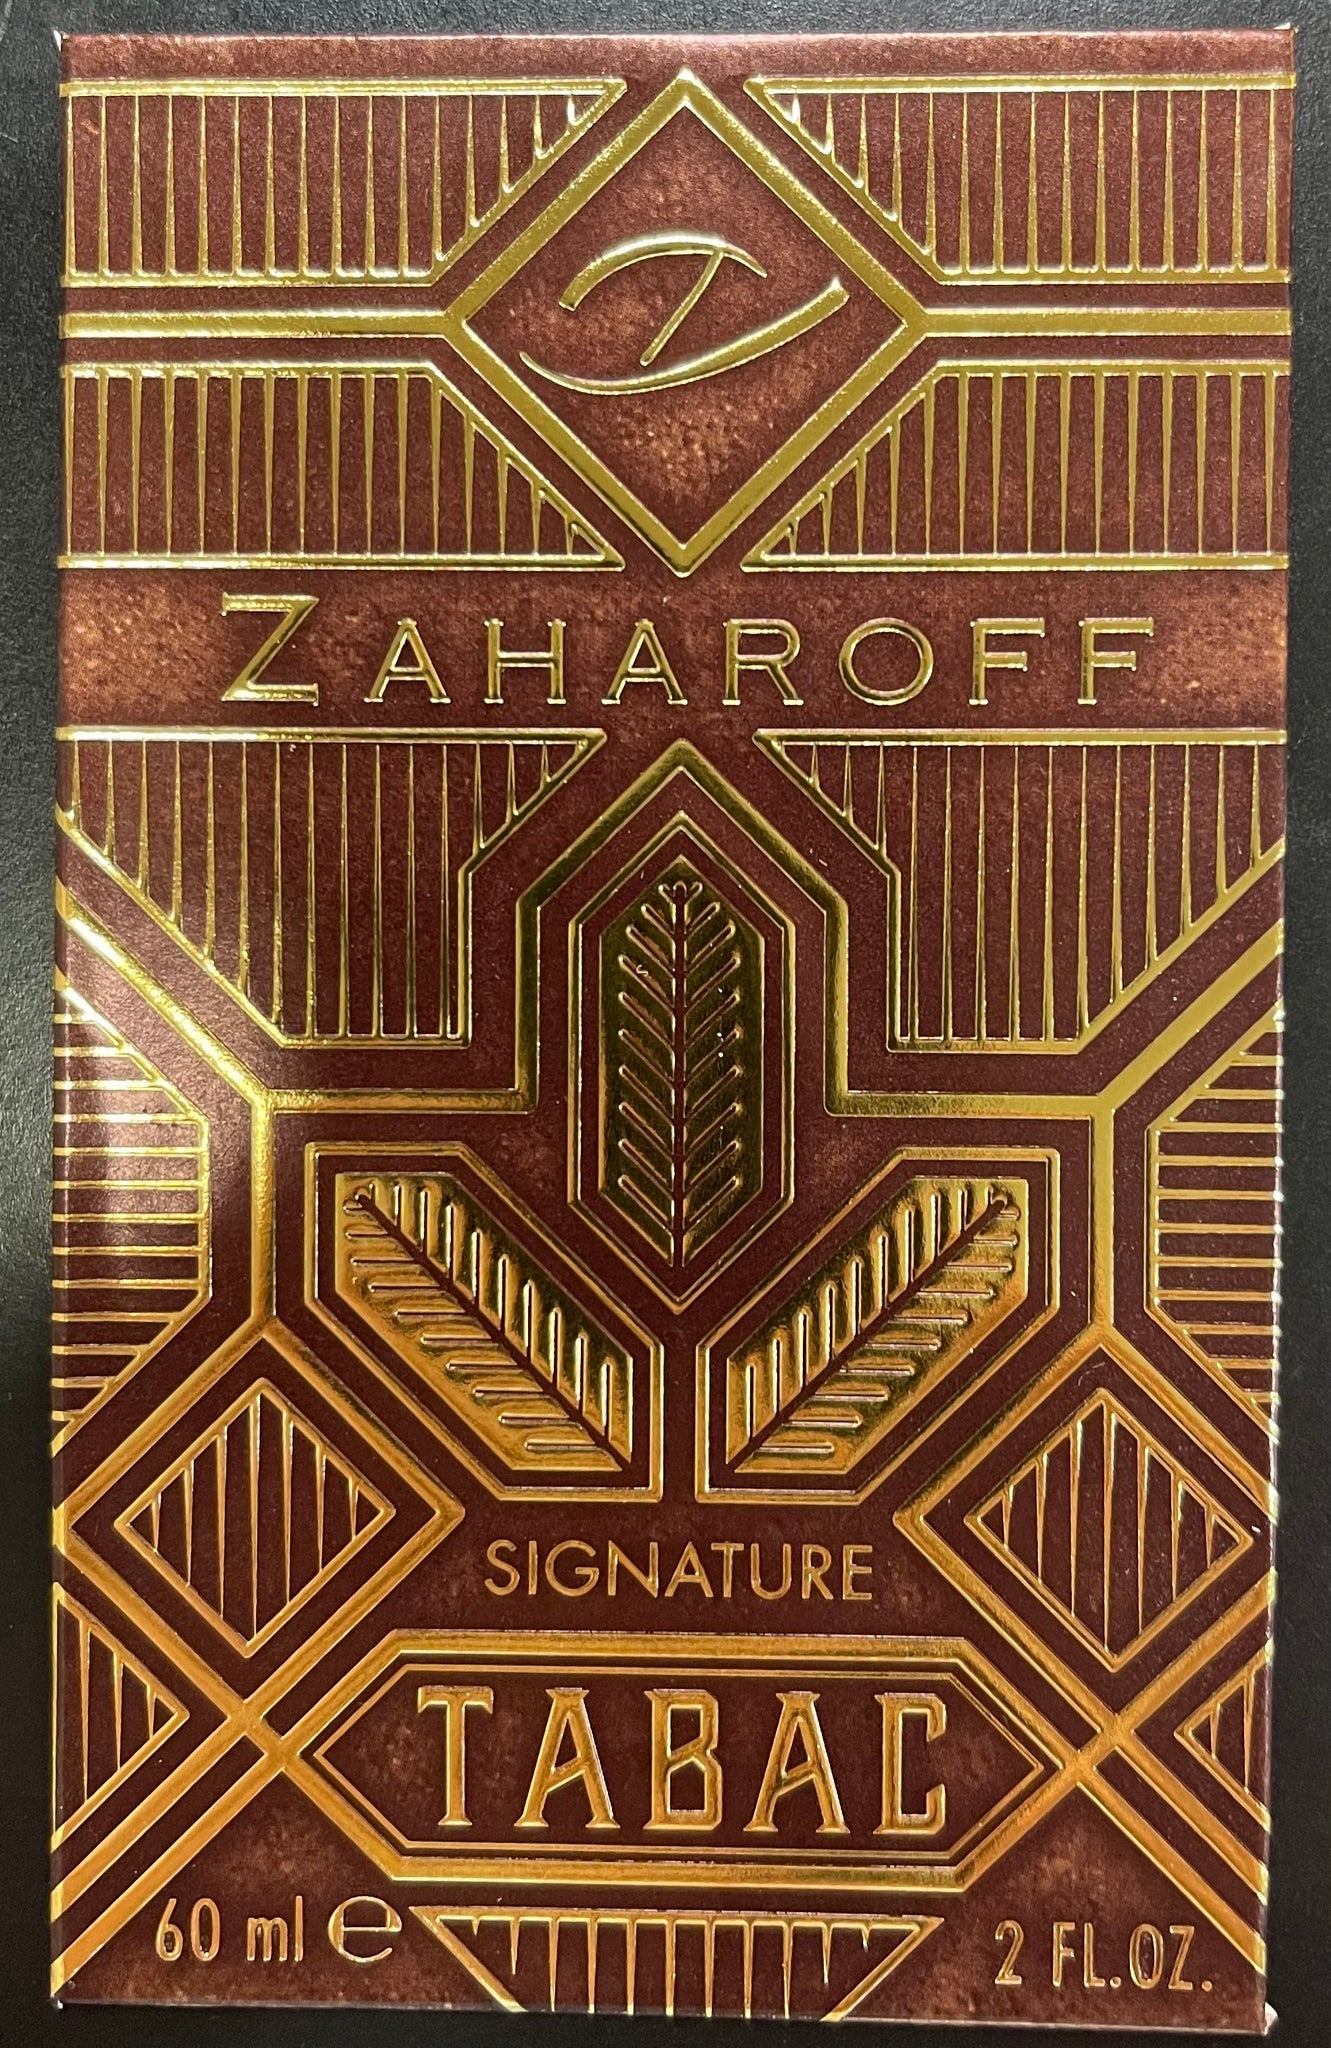 ZAHAROFF
SIGNATURE
TABAC
60 ml ℮
2 FL.OZ.